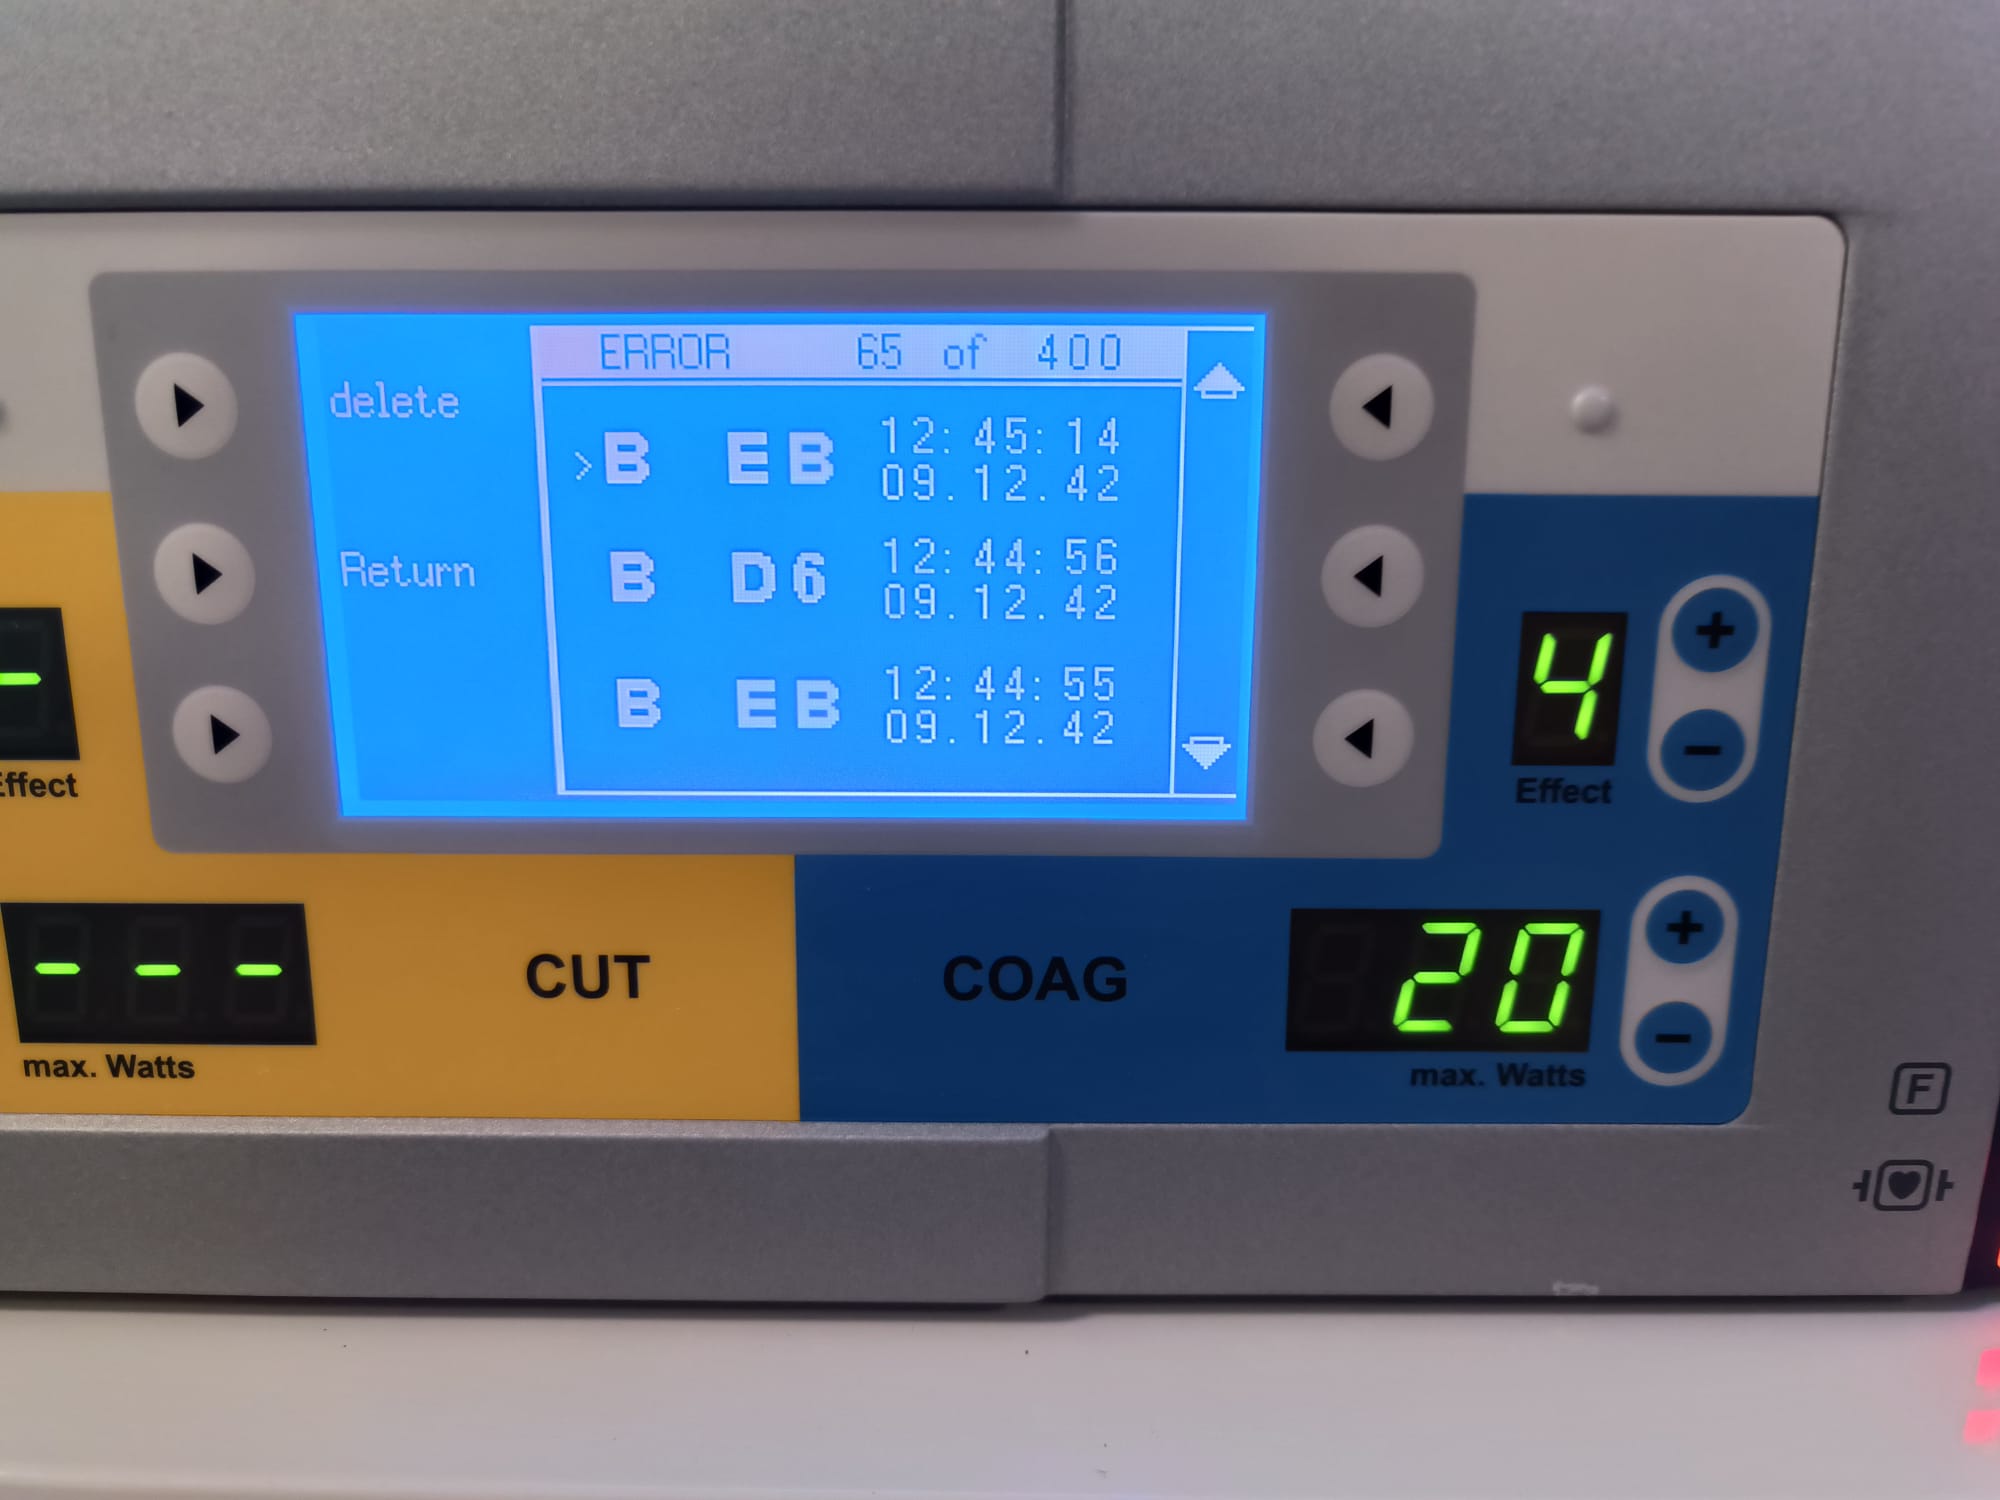 ERROR 65 of 400
delete
>B EB 12:45:14
09.12.42
Return
B D6 12:44:56
09.12.42
B EB 12:44:55
09.12.42
-
Effect
4
+
-
Effect
- - -
max. Watts
CUT
COAG
20
+
-
max. Watts
F